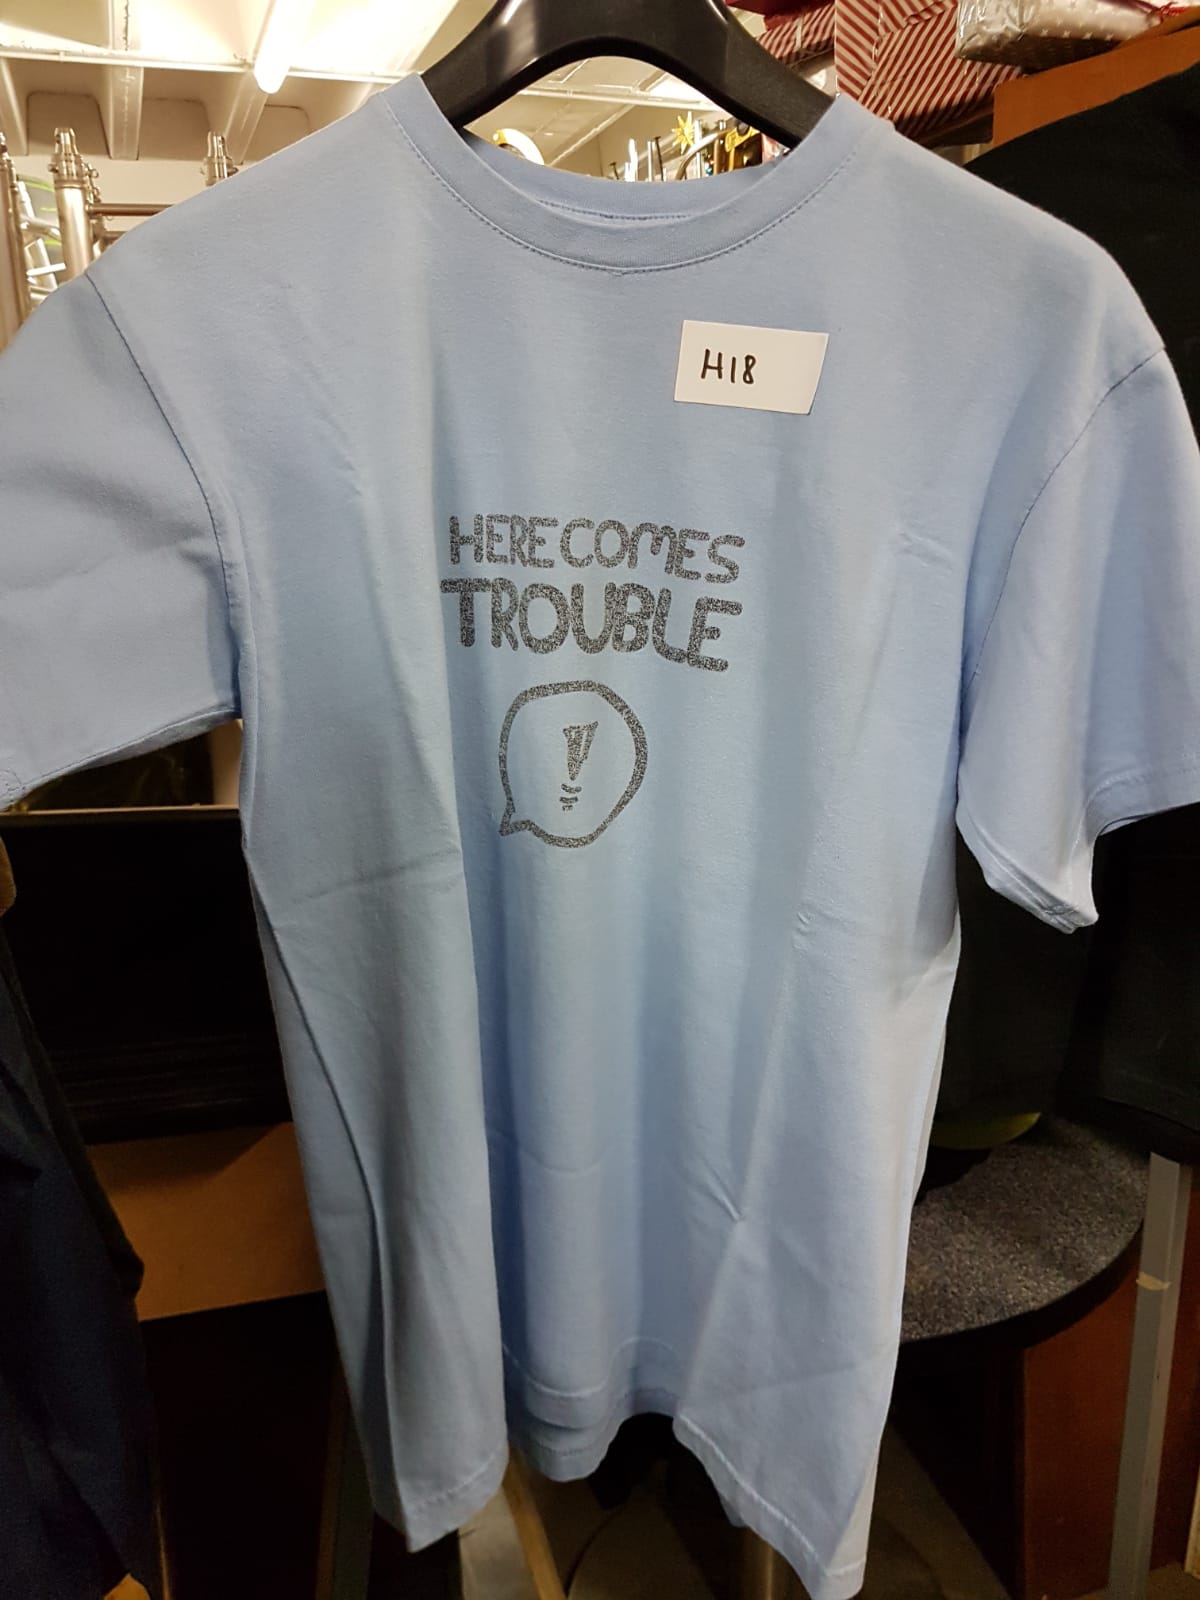 H18
HERE COMES
TROUBLE
!